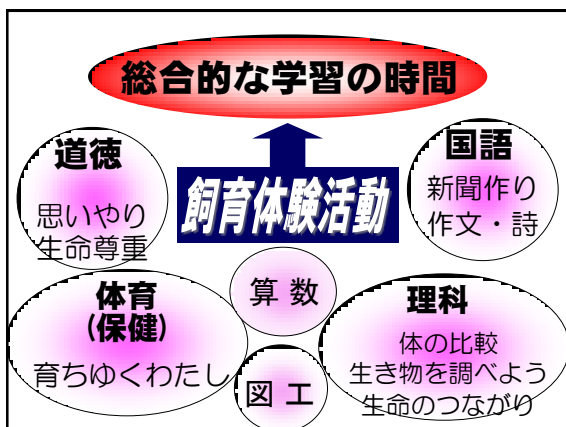 総合的な学習の時間
道徳
思いやり
生命尊重
国語
新聞作り
作文・詩
飼育体験活動
体育
(保健)
育ちゆくわたし
算数
理科
体の比較
生き物を調べよう
生命のつながり
図工